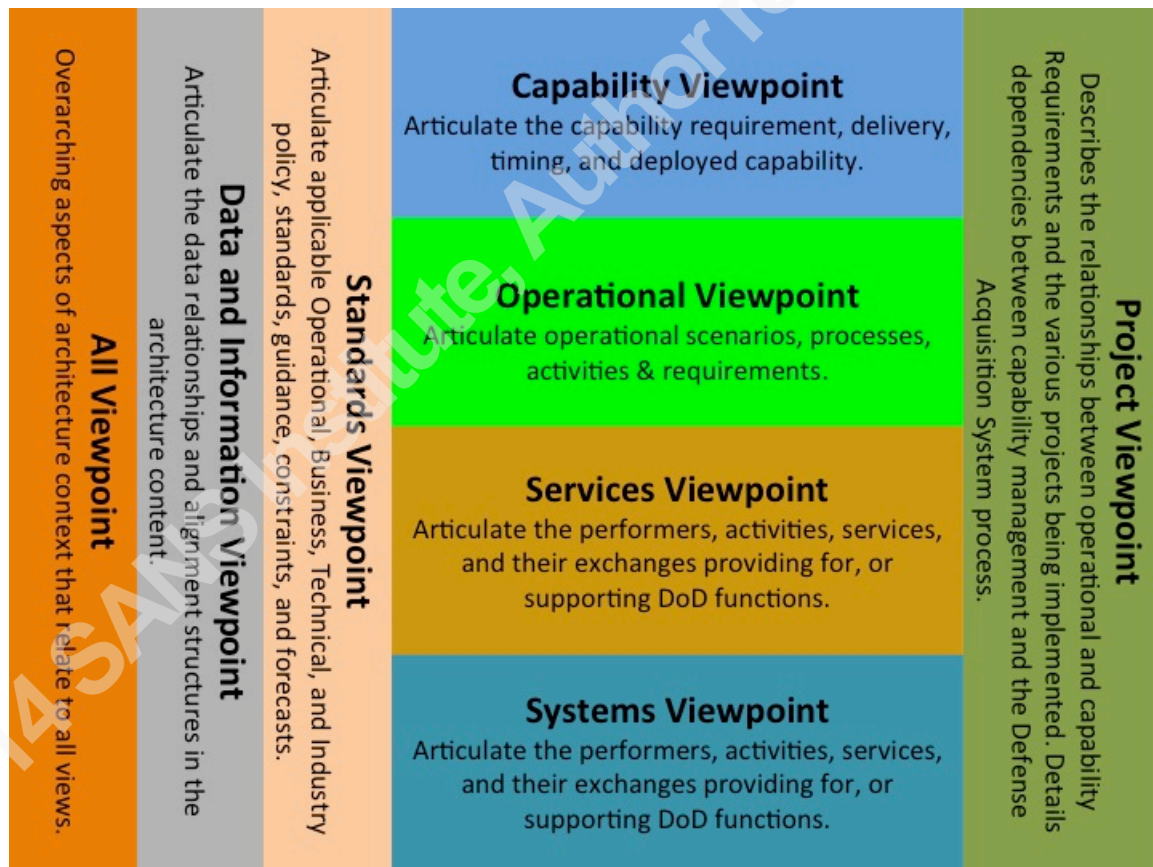 All Viewpoint
Overarching aspects of architecture context that relate to all views.
Data and Information Viewpoint
Articulate the data relationships and alignment structures in the
architecture content.
Standards Viewpoint
Articulate applicable Operational, Business, Technical, and Industry
policy, standards, guidance, constraints, and forecasts.
Capability Viewpoint
Articulate the capability requirement, delivery,
timing, and deployed capability.
Operational Viewpoint
Articulate operational scenarios, processes,
activities & requirements.
Services Viewpoint
Articulate the performers, activities, services,
and their exchanges providing for, or
supporting DoD functions.
Systems Viewpoint
Articulate the performers, activities, services,
and their exchanges providing for, or
supporting DoD functions.
Project Viewpoint
Describes the relationships between operational and capability
Requirements and the various projects being implemented. Details
dependencies between capability management and the Defense
Acquisition System process.
14 SANS Institute, Author